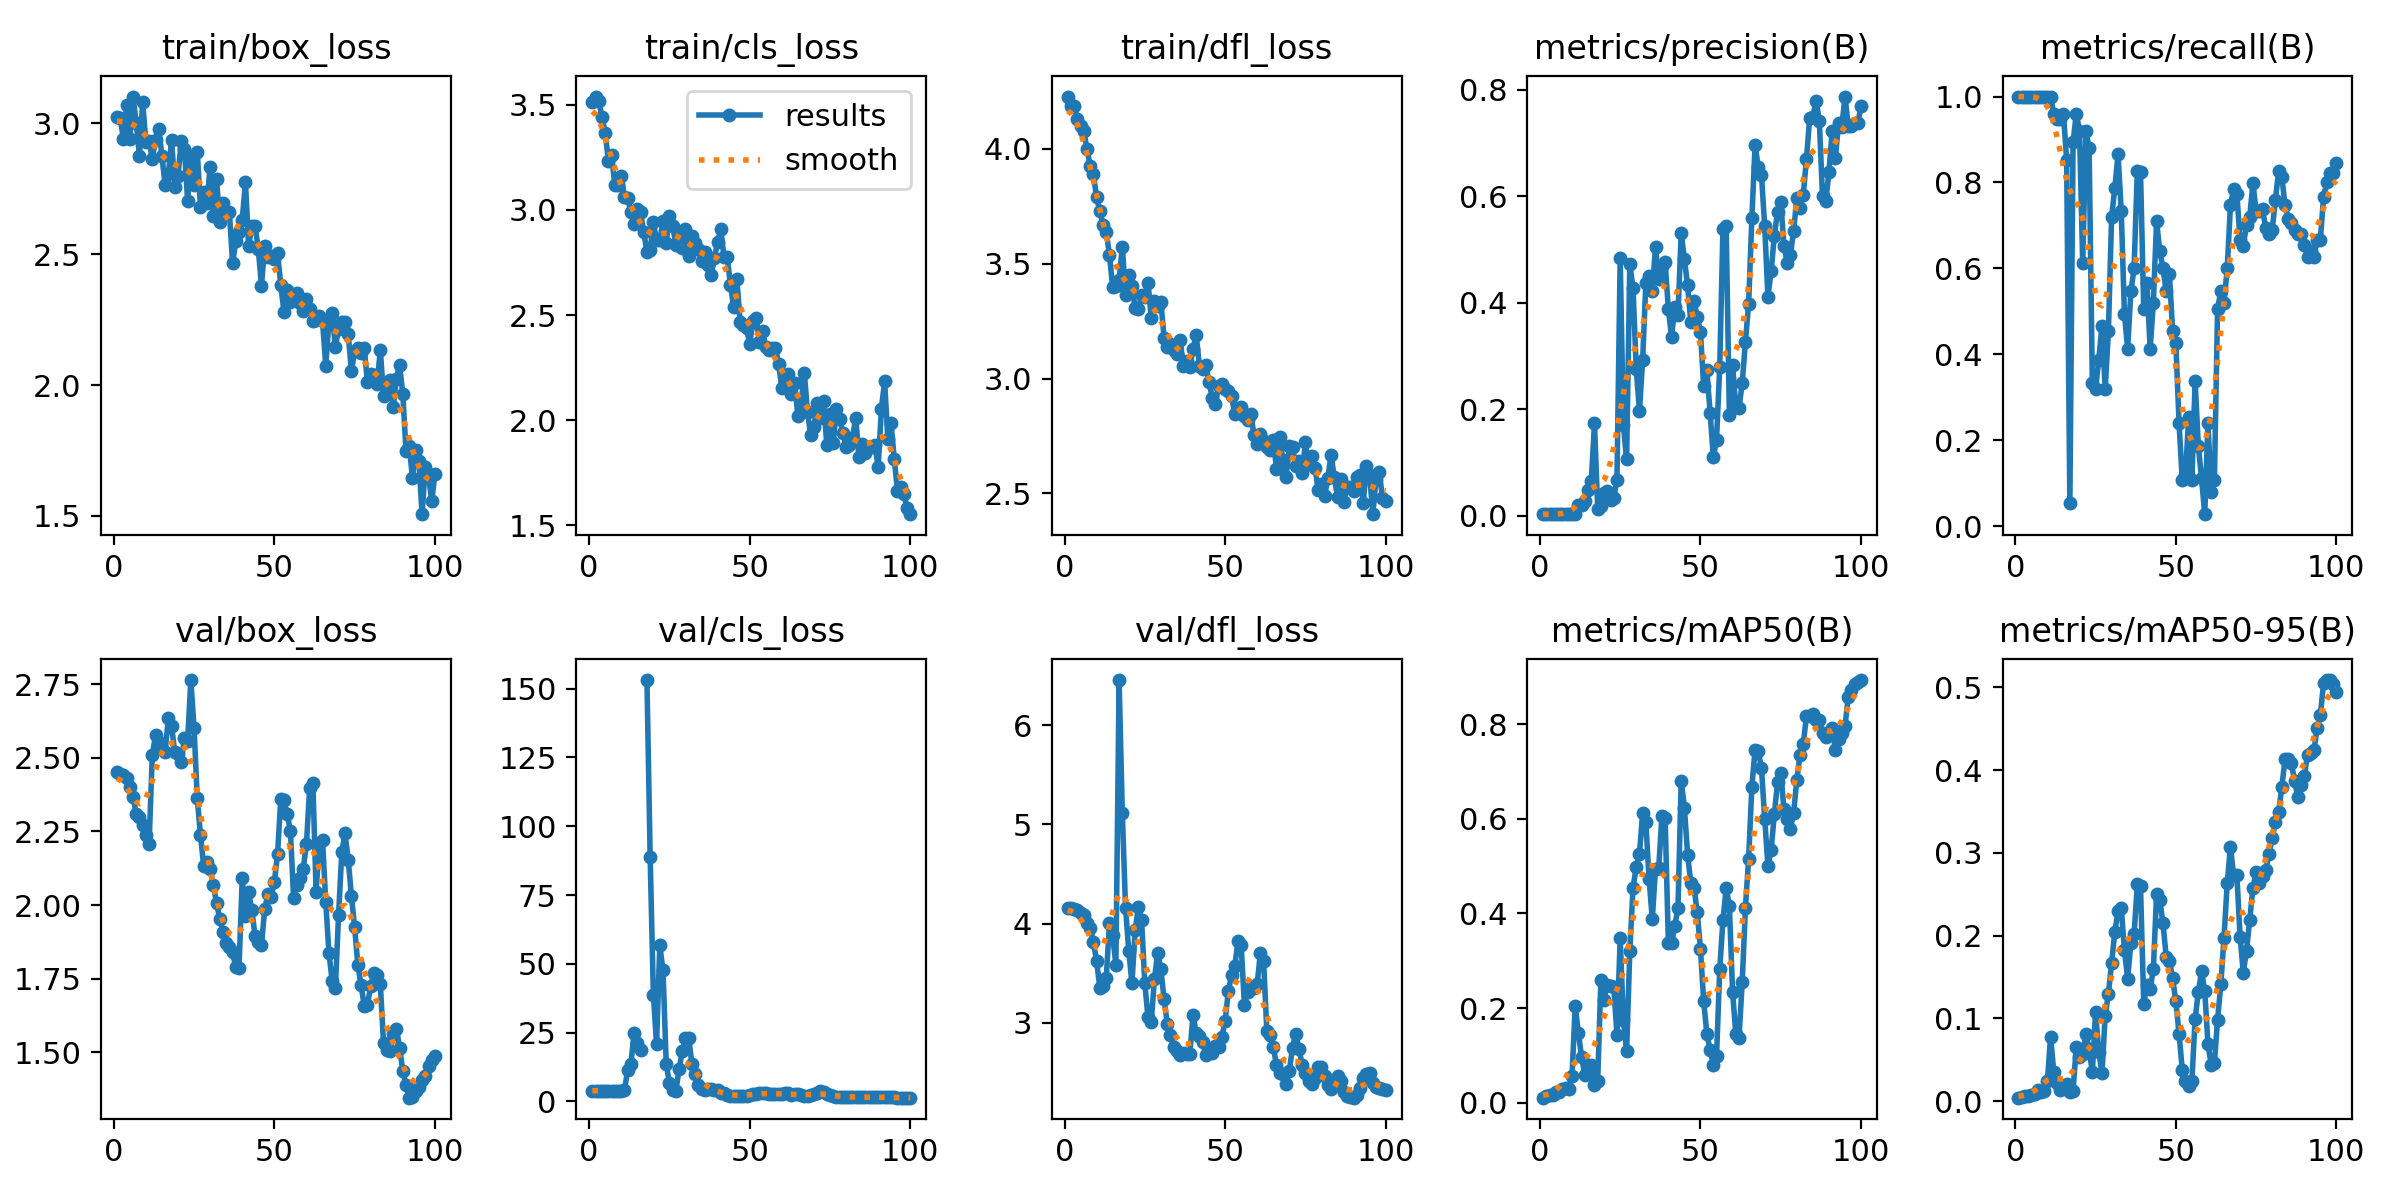 train/box_loss
3.0
2.5
2.0
1.5
0 50 100
train/cls_loss
results
smooth
3.5
3.0
2.5
2.0
1.5
0 50 100
train/dfl_loss
4.0
3.5
3.0
2.5
0 50 100
metrics/precision(B)
0.8
0.6
0.4
0.2
0.0
0 50 100
metrics/recall(B)
1.0
0.8
0.6
0.4
0.2
0.0
0 50 100
val/box_loss
2.75
2.50
2.25
2.00
1.75
1.50
0 50 100
val/cls_loss
150
125
100
75
50
25
0
0 50 100
val/dfl_loss
6
5
4
3
0 50 100
metrics/mAP50(B)
0.8
0.6
0.4
0.2
0.0
0 50 100
metrics/mAP50-95(B)
0.5
0.4
0.3
0.2
0.1
0.0
0 50 100